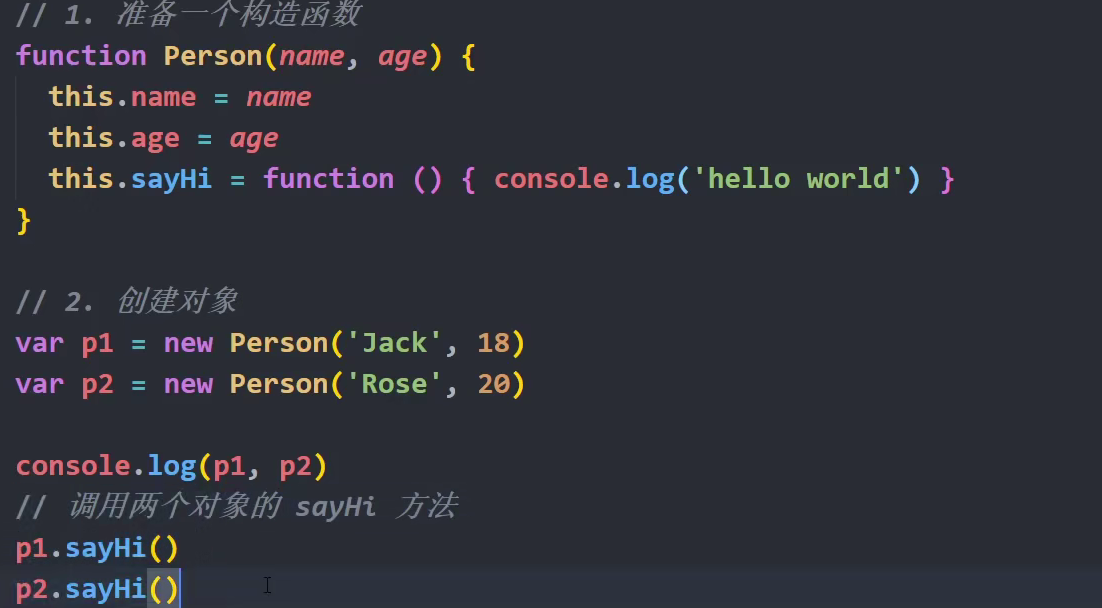 // 1. 准备一个构造函数
function Person(name, age) {
  this.name = name
  this.age = age
  this.sayHi = function () { console.log('hello world') }
}
// 2. 创建对象
var p1 = new Person('Jack', 18)
var p2 = new Person('Rose', 20)
console.log(p1, p2)
// 调用两个对象的 sayHi 方法
p1.sayHi()
p2.sayHi()